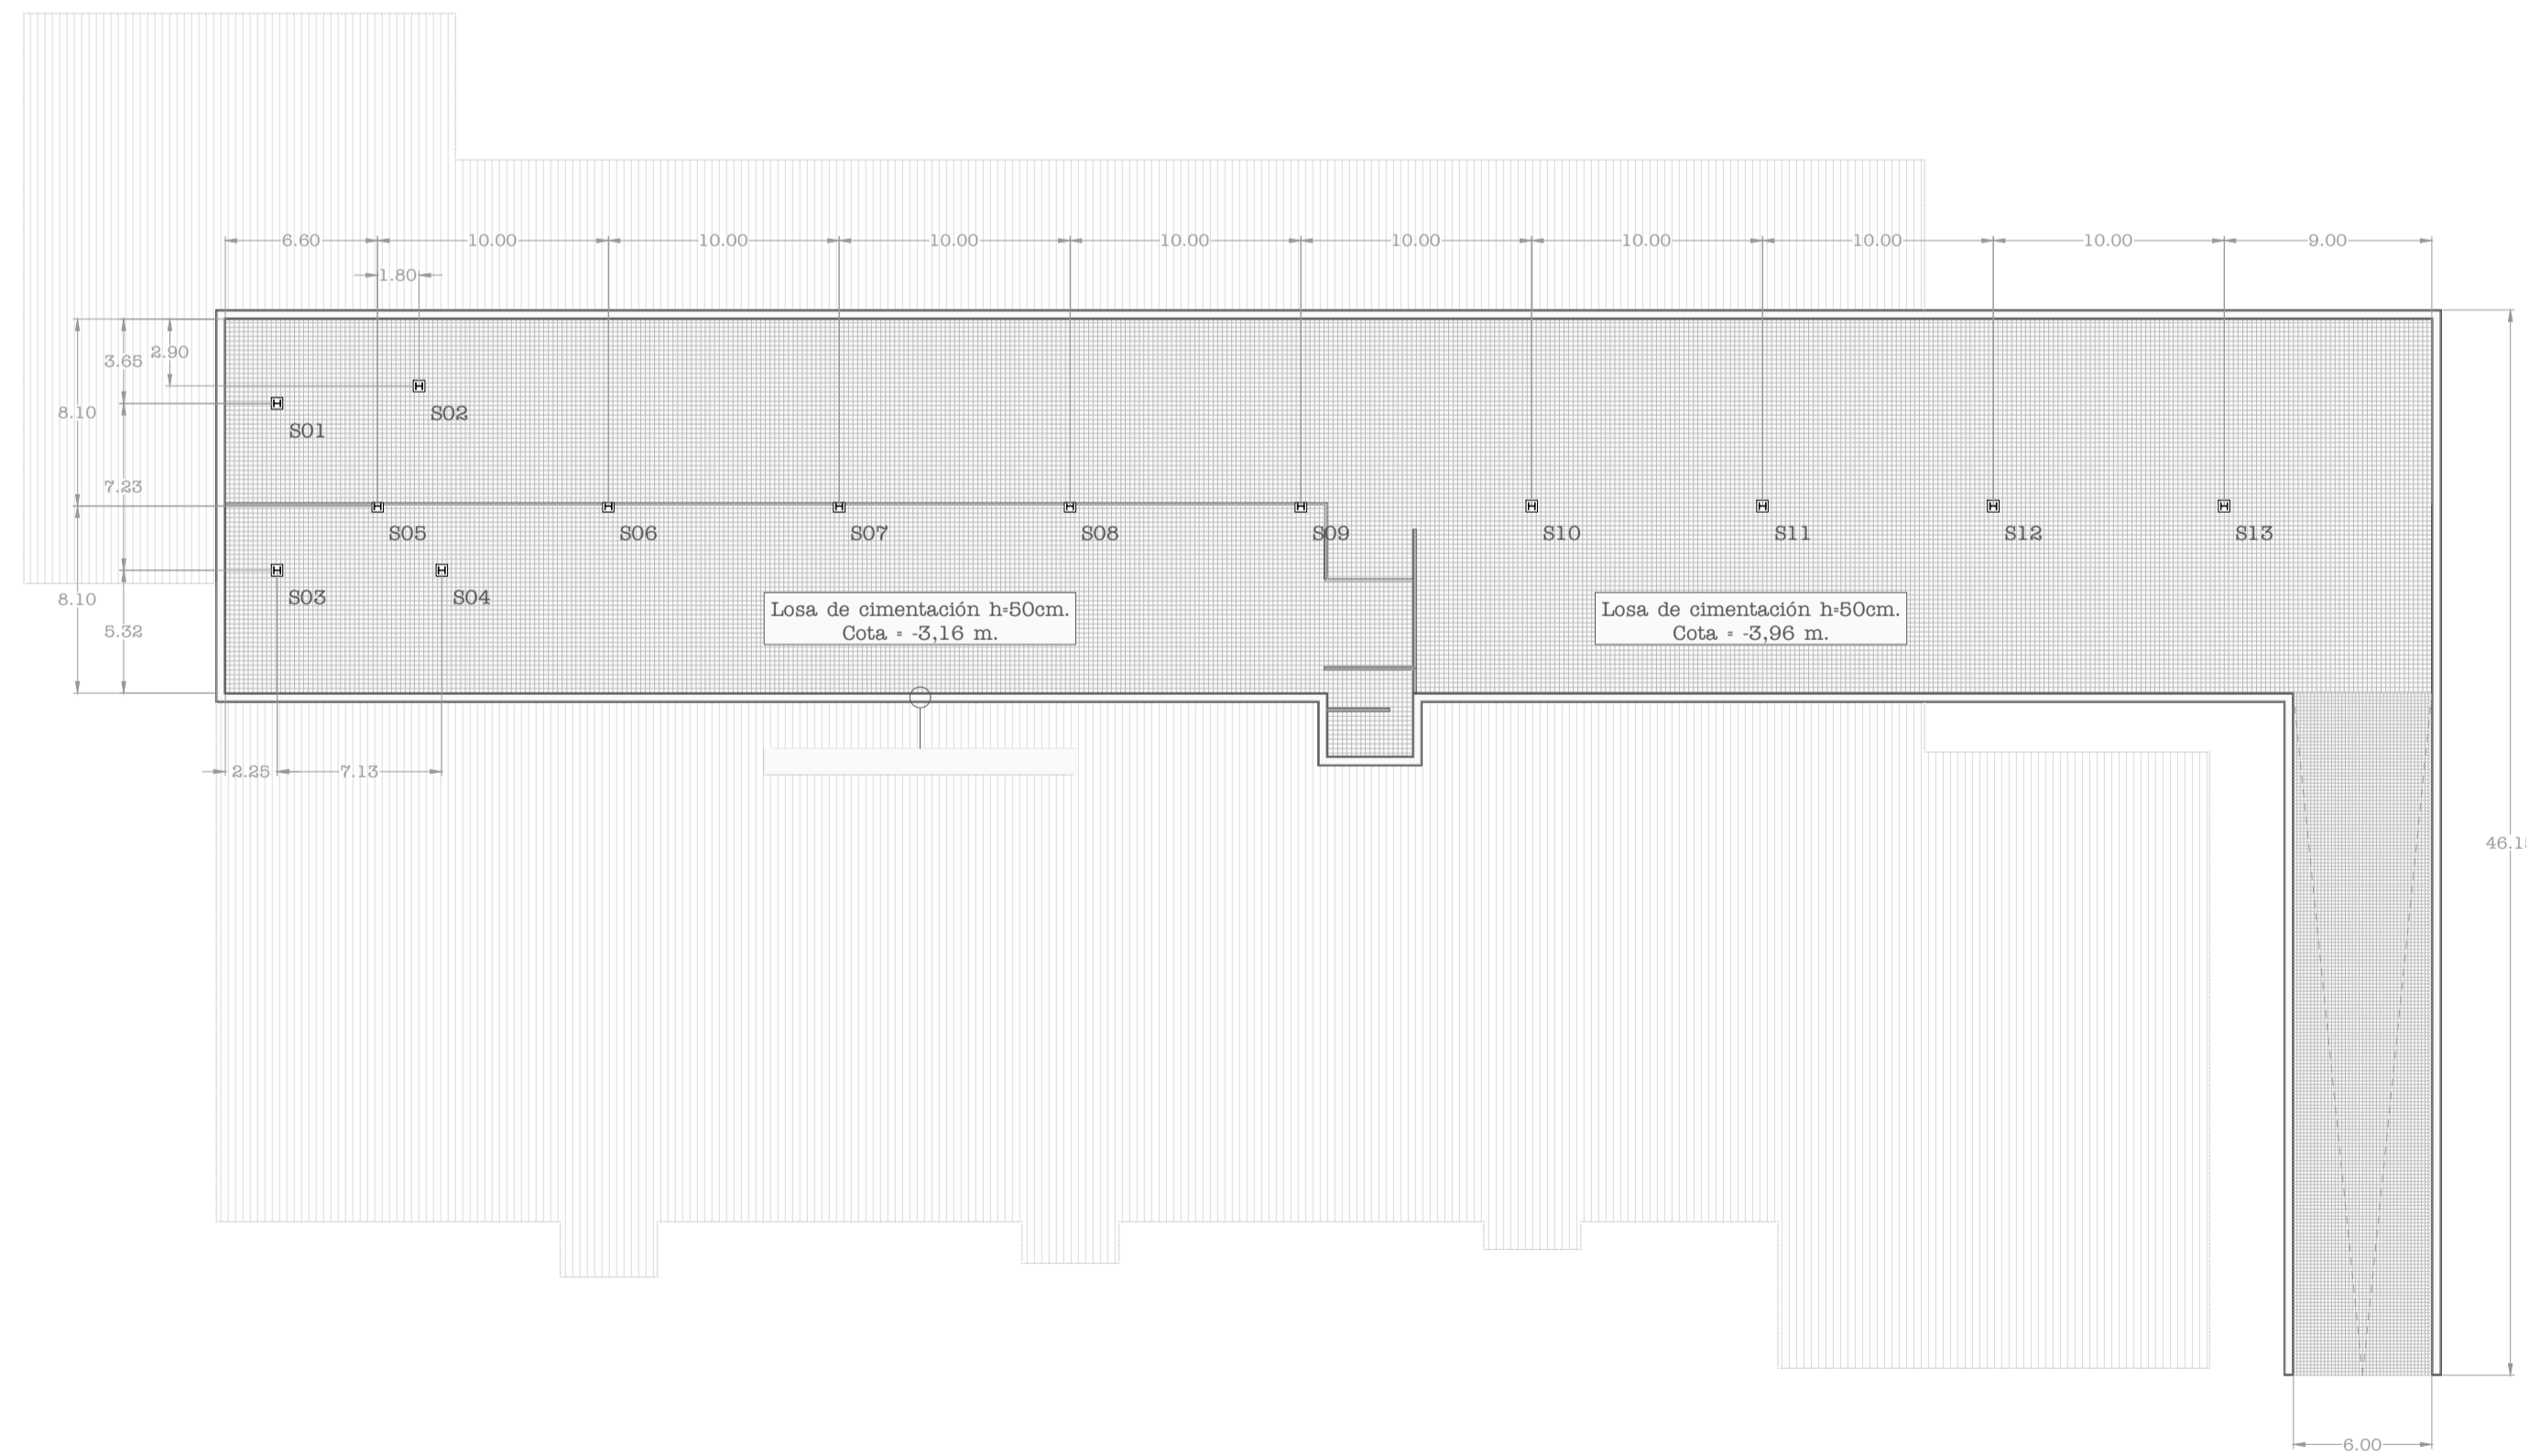 6.60 10.00 10.00 10.00 10.00 10.00 10.00 10.00 10.00 9.00
1.80
3.65 2.90
8.10
S02
S01
7.23
S05 S06 S07 S08 S09 S10 S11 S12 S13
8.10
S03 S04
5.32
Losa de cimentación h=50cm.
Cota = -3,16 m.
Losa de cimentación h=50cm.
Cota = -3,96 m.
2.25 7.13
6.00